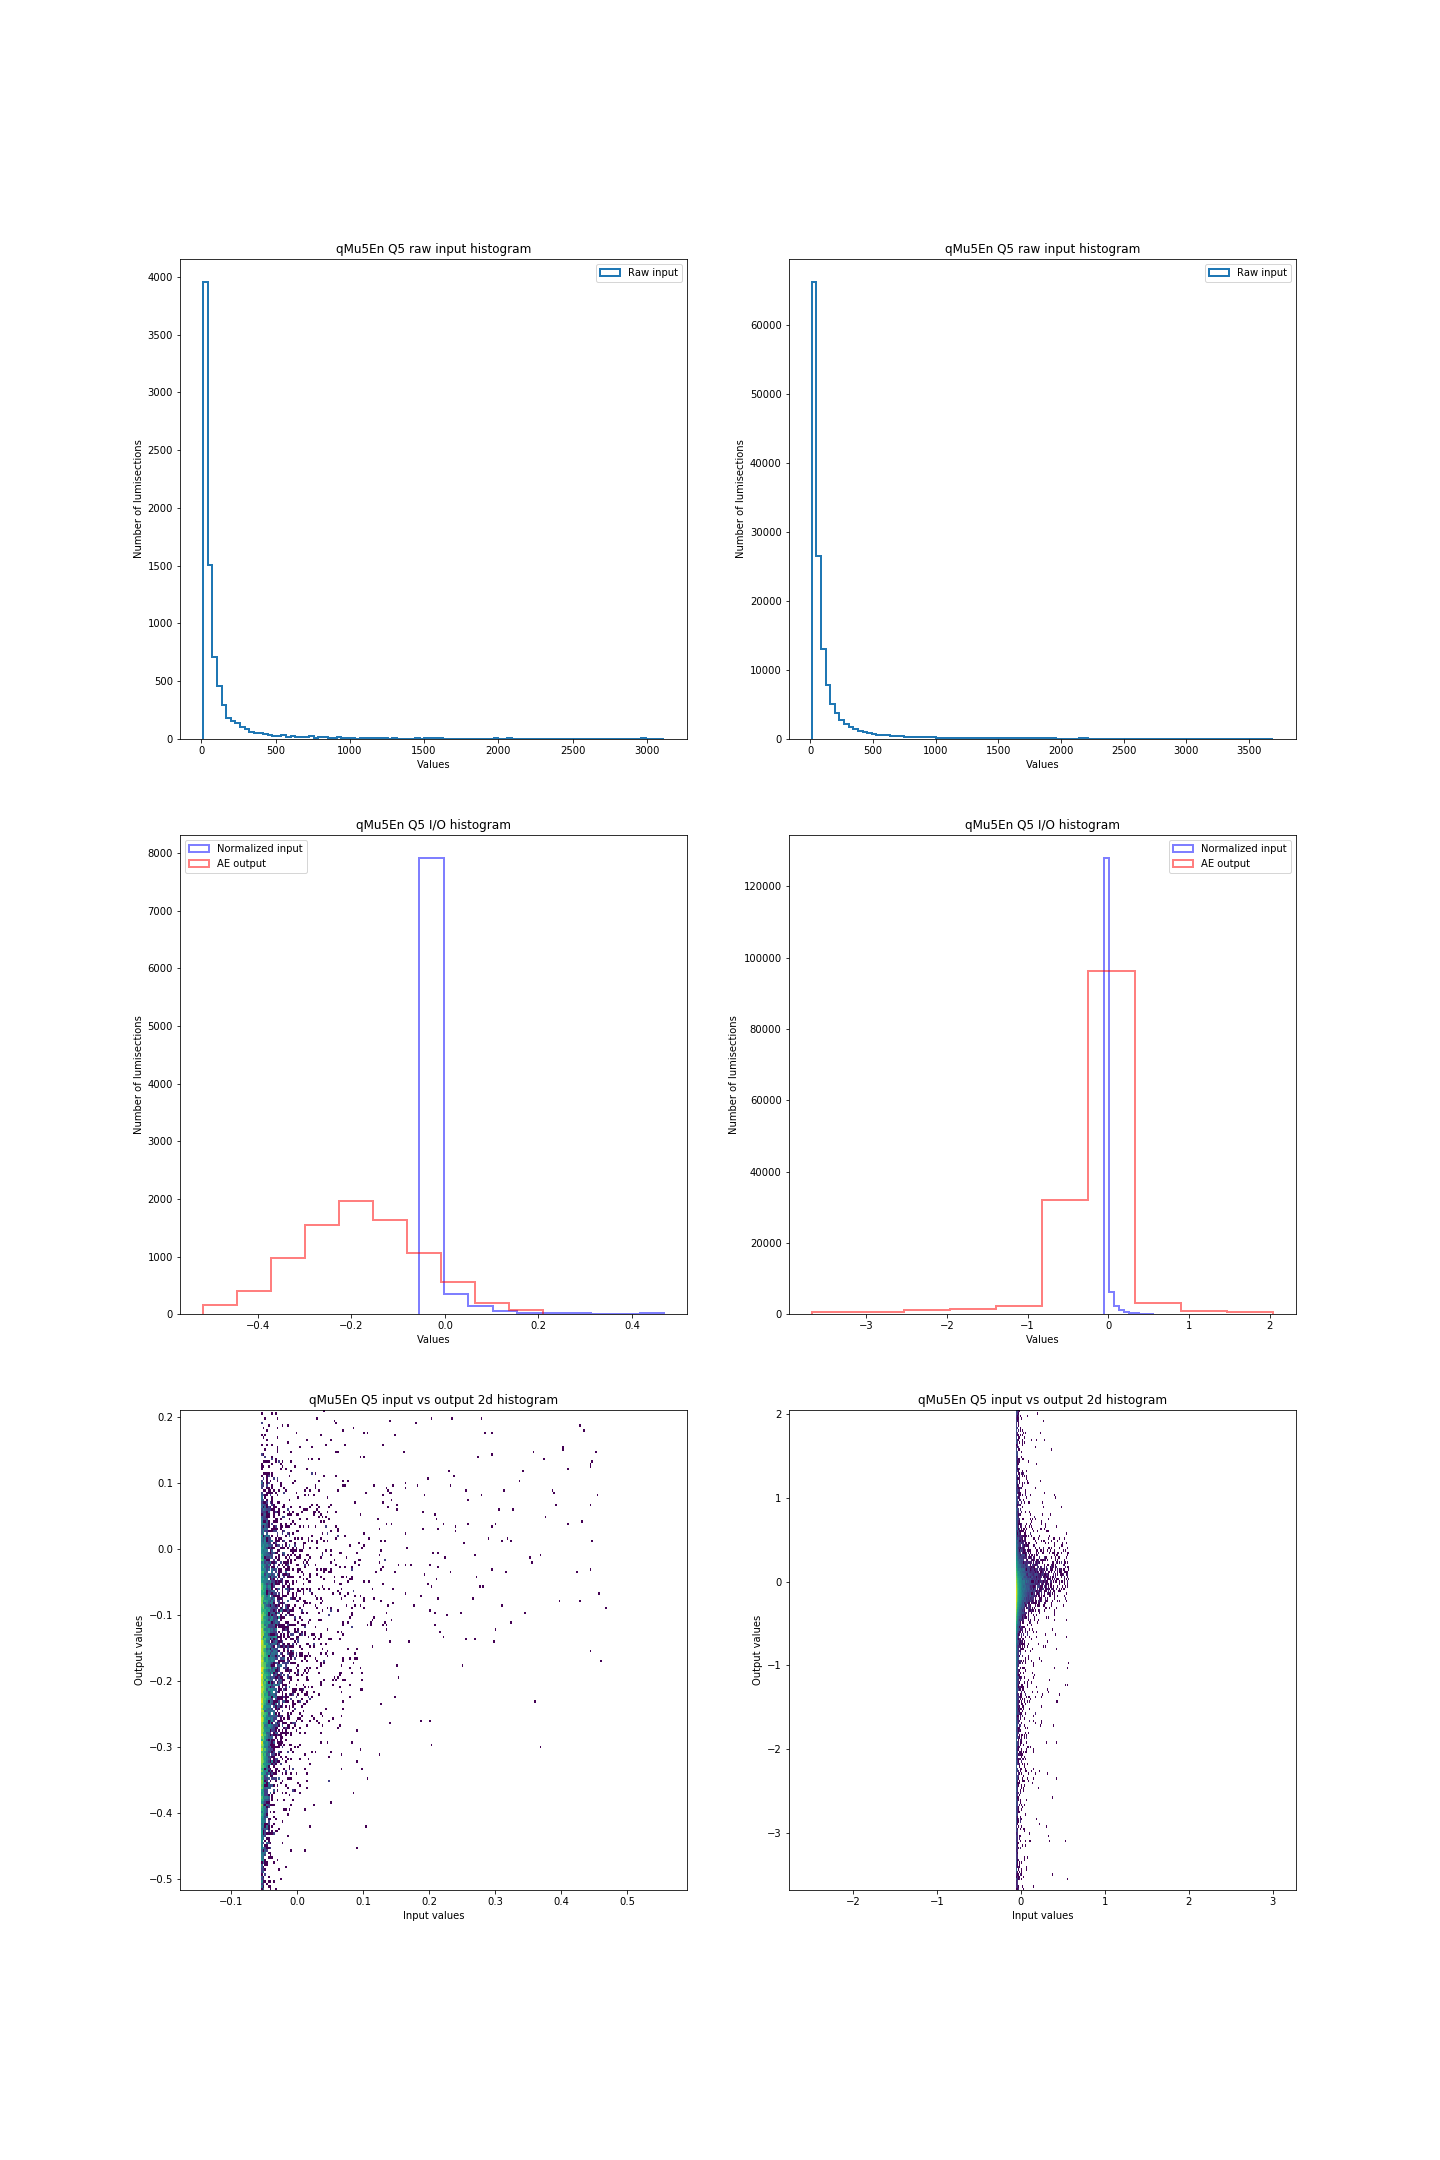 qMu5En Q5 raw input histogram
Raw input
4000
3500
3000
2500
2000
1500
1000
500
0
Number of lumisections
0 500 1000 1500 2000 2500 3000
Values
qMu5En Q5 raw input histogram
Raw input
60000
50000
40000
30000
20000
10000
0
Number of lumisections
0 500 1000 1500 2000 2500 3000 3500
Values
qMu5En Q5 I/O histogram
Normalized input
AE output
8000
7000
6000
5000
4000
3000
2000
1000
0
Number of lumisections
−0.4 −0.2 0.0 0.2 0.4
Values
qMu5En Q5 I/O histogram
Normalized input
AE output
120000
100000
80000
60000
40000
20000
0
Number of lumisections
−3 −2 −1 0 1 2
Values
qMu5En Q5 input vs output 2d histogram
0.2
0.1
0.0
−0.1
−0.2
−0.3
−0.4
−0.5
Output values
−0.1 0.0 0.1 0.2 0.3 0.4 0.5
Input values
qMu5En Q5 input vs output 2d histogram
2
1
0
−1
−2
−3
Output values
−2 −1 0 1 2 3
Input values